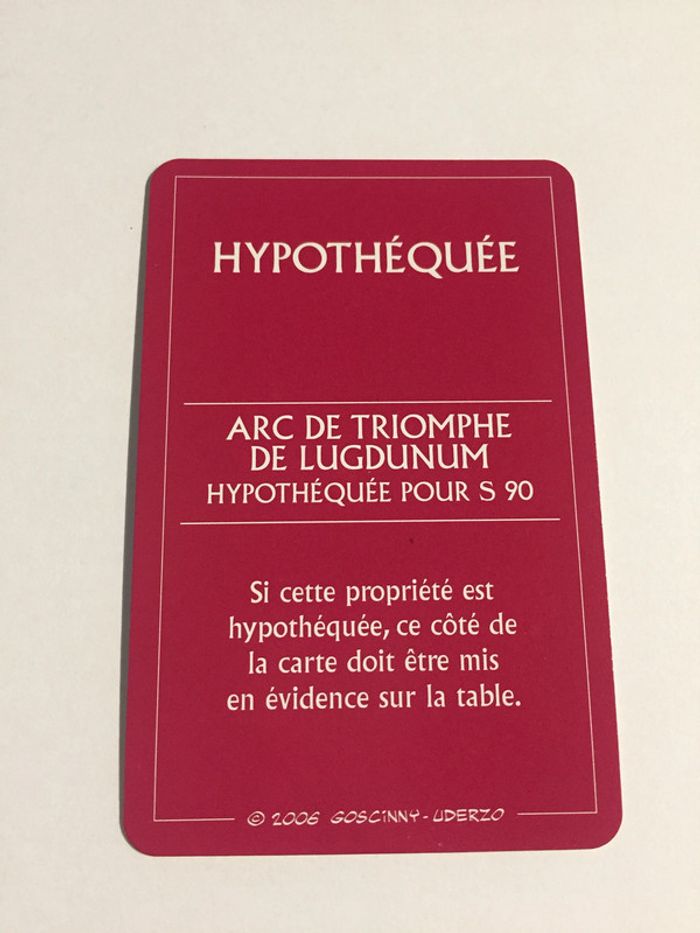 HYPOTHÉQUÉE
ARC DE TRIOMPHE
DE LUGDUNUM
HYPOTHÉQUÉE POUR S 90
Si cette propriété est
hypothéquée, ce côté de
la carte doit être mis
en évidence sur la table.
© 2006 GOSCINNY-UDERZO